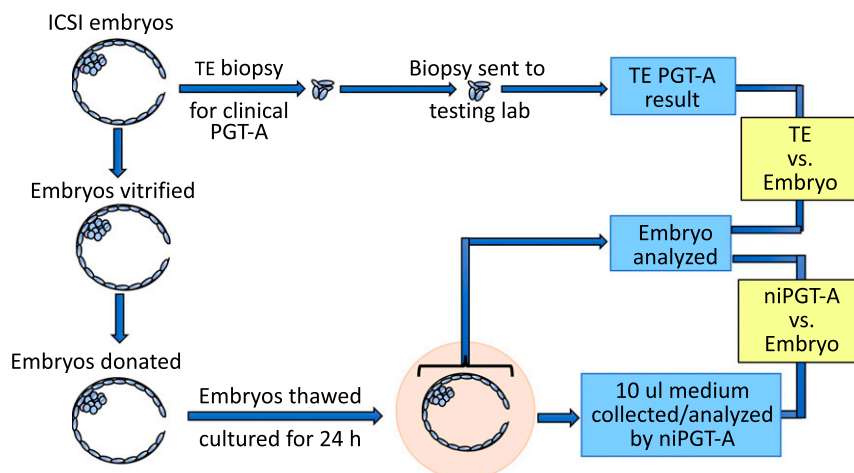 ICSI embryos
TE biopsy
for clinical
PGT-A
Biopsy sent to
testing lab
TE PGT-A
result
TE
vs.
Embryo
Embryos vitrified
Embryo
analyzed
niPGT-A
vs.
Embryo
Embryos donated
Embryos thawed
cultured for 24 h
10 ul medium
collected/analyzed
by niPGT-A